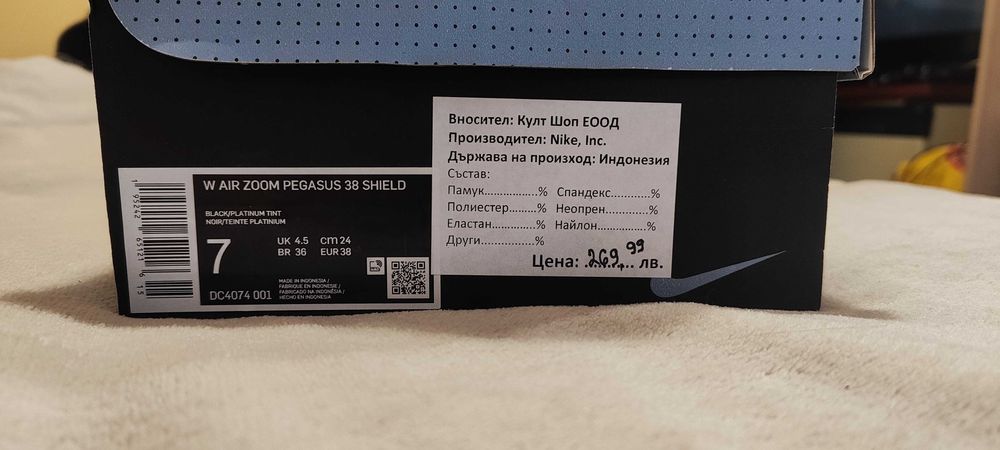 W AIR ZOOM PEGASUS 38 SHIELD
BLACK/PLATINUM TINT
NOIR/TEINTE PLATINIUM
7
UK 4.5 cm 24
BR 36 EUR 38
MADE IN INDONESIA /
FABRIQUE EN INDONESIE /
FABRICADO NA INDONÉSIA /
HECHO EN INDONESIA
DC4074 001
Вносител: Култ Шоп ЕООД
Производител: Nike, Inc.
Държава на произход: Индонезия
Състав:
Памук...............% Спандекс...........%
Полиестер........% Неопрен............%
Еластан.............% Найлон..............%
Други................%
Цена: 269,99 лв.